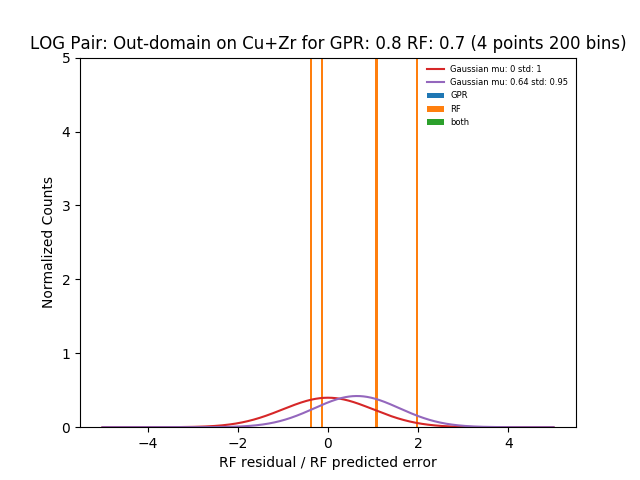 LOG Pair: Out-domain on Cu+Zr for GPR: 0.8 RF: 0.7 (4 points 200 bins)
Gaussian mu: 0 std: 1
Gaussian mu: 0.64 std: 0.95
GPR
RF
both
Normalized Counts
5
4
3
2
1
0
−4
−2
0
2
4
RF residual / RF predicted error